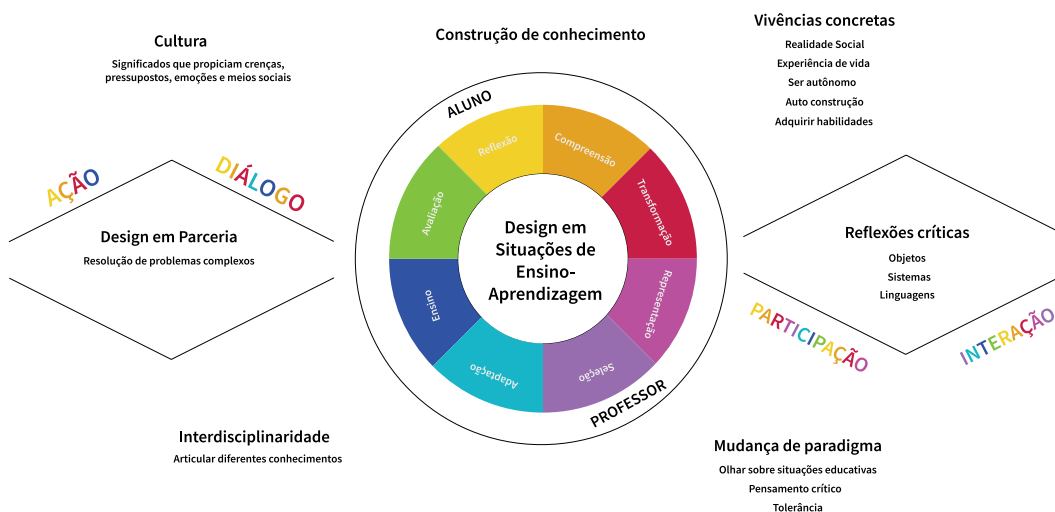 Cultura
Significados que propiciam crenças,
pressupostos, emoções e meios sociais
AÇÃO
DIÁLOGO
Design em Parceria
Resolução de problemas complexos
Interdisciplinaridade
Articular diferentes conhecimentos
Construção de conhecimento
ALUNO
Reflexão
Compreensão
Transformação
Representação
Seleção
Adaptação
Ensino
Avaliação
Design em
Situações de
Ensino-
Aprendizagem
PROFESSOR
Vivências concretas
Realidade Social
Experiência de vida
Ser autônomo
Auto construção
Adquirir habilidades
Reflexões críticas
Objetos
Sistemas
Linguagens
PARTICIPAÇÃO
INTERAÇÃO
Mudança de paradigma
Olhar sobre situações educativas
Pensamento crítico
Tolerância